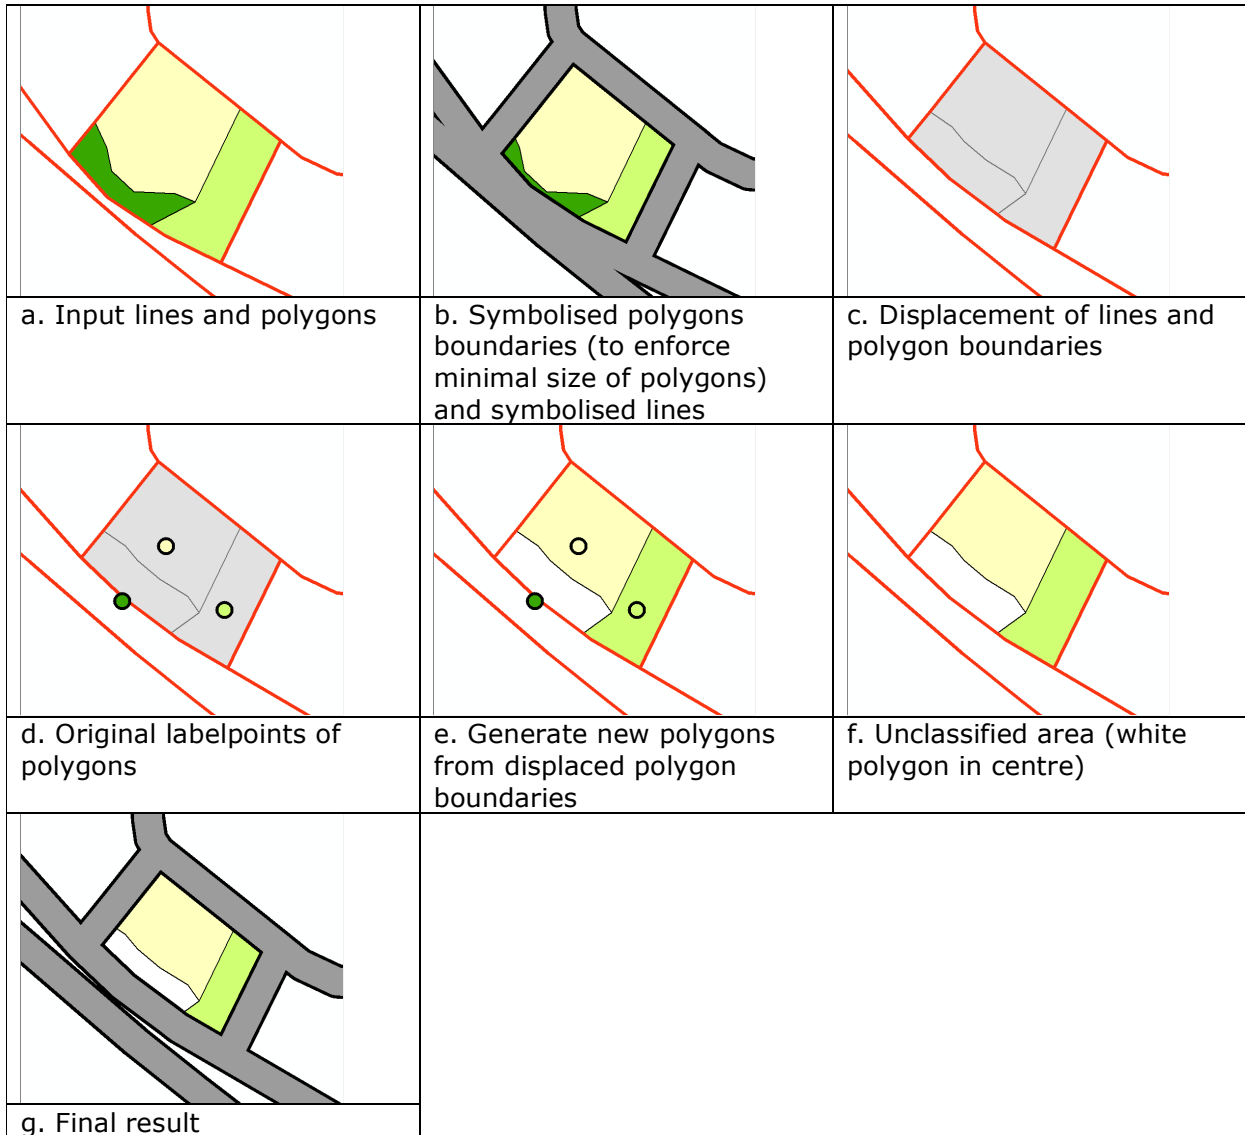 a. Input lines and polygons
b. Symbolised polygons
boundaries (to enforce
minimal size of polygons)
and symbolised lines
c. Displacement of lines and
polygon boundaries
d. Original labelpoints of
polygons
e. Generate new polygons
from displaced polygon
boundaries
f. Unclassified area (white
polygon in centre)
g. Final result